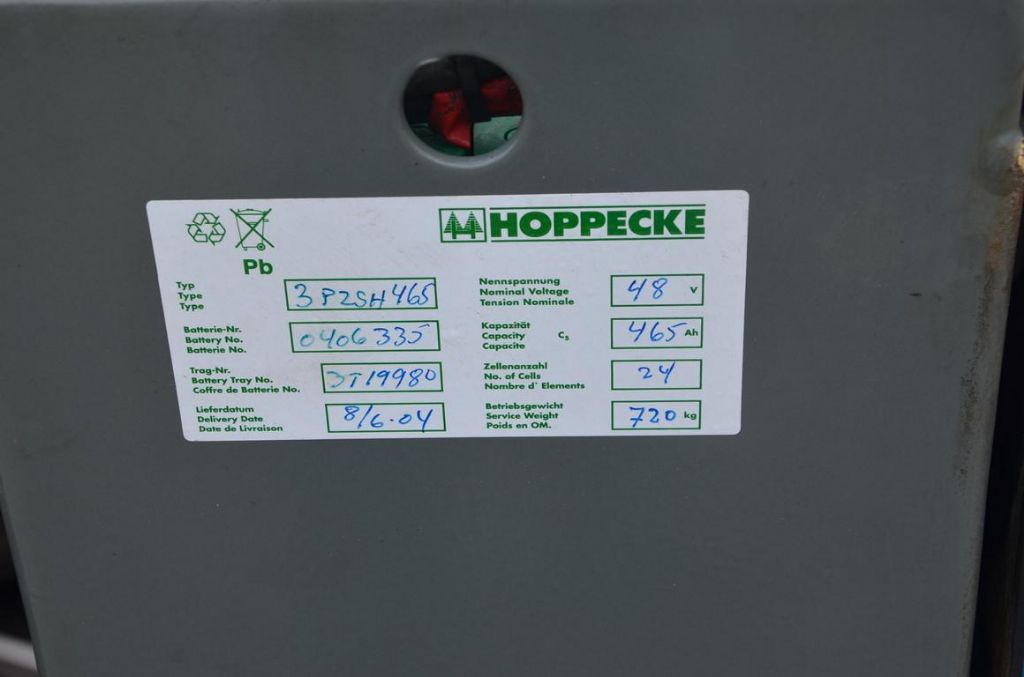 HOPPECKE
Pb
Typ
Type
Type
3PZSH465
Nennspannung
Nominal Voltage
Tension Nominale
48 V
Batterie-Nr.
Battery No.
Batterie No.
0406335
Kapazität
Capacity C5
Capacite
465 Ah
Trag-Nr.
Battery Tray No.
Coffre de Batterie No.
3T19980
Zellenanzahl
No. of Cells
Nombre d' Elements
24
Lieferdatum
Delivery Date
Date de Livraison
8/6.04
Betriebsgewicht
Service Weight
Poids en OM.
720 kg